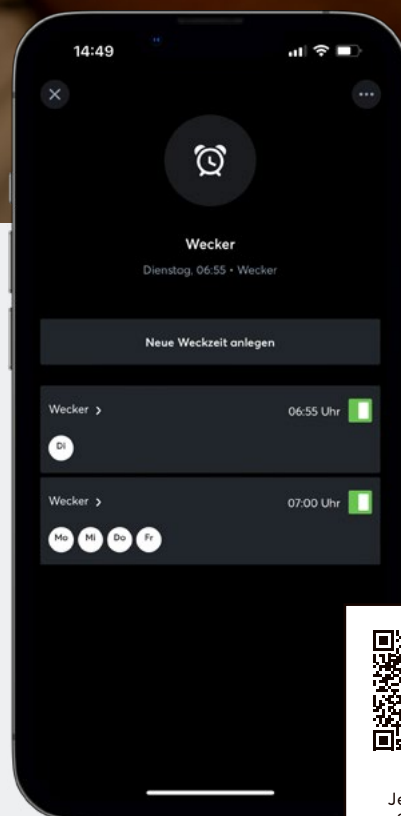 14:49
Wecker
Dienstag, 06:55 • Wecker
Neue Weckzeit anlegen
Wecker > 06:55 Uhr
Di
Wecker > 07:00 Uhr
Mo Mi Do Fr